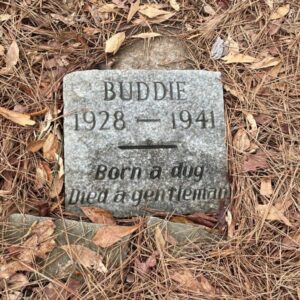 BUDDIE
1928 — 1941
Born a dog
Died a gentleman